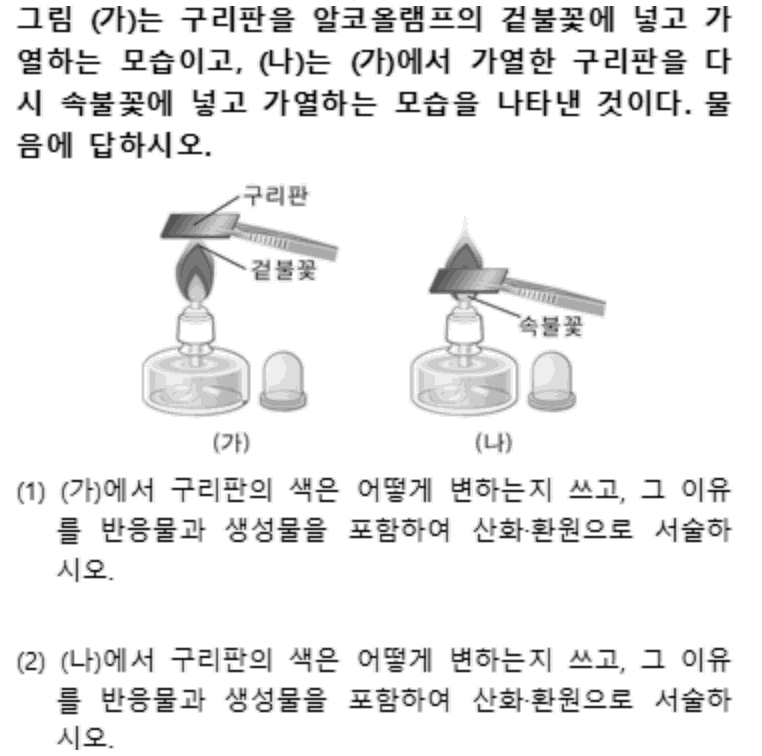 그림 (가)는 구리판을 알코올램프의 겉불꽃에 넣고 가
열하는 모습이고, (나)는 (가)에서 가열한 구리판을 다
시 속불꽃에 넣고 가열하는 모습을 나타낸 것이다. 물
음에 답하시오.
구리판
겉불꽃
속불꽃
(가)
(나)
(1) (가)에서 구리판의 색은 어떻게 변하는지 쓰고, 그 이유
를 반응물과 생성물을 포함하여 산화·환원으로 서술하
시오.
(2) (나)에서 구리판의 색은 어떻게 변하는지 쓰고, 그 이유
를 반응물과 생성물을 포함하여 산화·환원으로 서술하
시오.